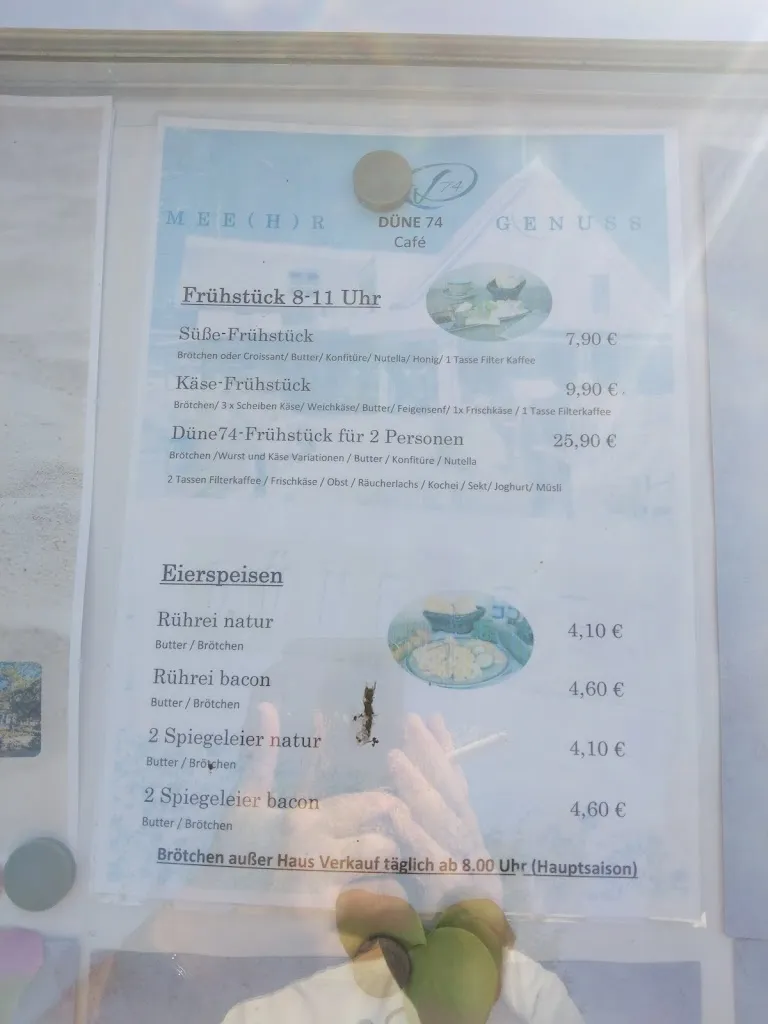 74
MEE(H)R DÜNE 74 GENUSS
Café
Frühstück 8-11 Uhr
Süße-Frühstück 7,90 €
Brötchen oder Croissant/ Butter/ Konfitüre/ Nutella/ Honig/ 1 Tasse Filter Kaffee
Käse-Frühstück 9,90 €
Brötchen/ 3 x Scheiben Käse/ Weichkäse/ Butter/ Feigensenf/ 1x Frischkäse / 1 Tasse Filterkaffee
Düne74-Frühstück für 2 Personen 25,90 €
Brötchen /Wurst und Käse Variationen / Butter / Konfitüre / Nutella
2 Tassen Filterkaffee / Frischkäse / Obst / Räucherlachs / Kochei / Sekt/ Joghurt/ Müsli
Eierspeisen
Rührei natur 4,10 €
Butter / Brötchen
Rührei bacon 4,60 €
Butter / Brötchen
2 Spiegeleier natur 4,10 €
Butter / Brötchen
2 Spiegeleier bacon 4,60 €
Butter / Brötchen
Brötchen außer Haus Verkauf täglich ab 8.00 Uhr (Hauptsaison)